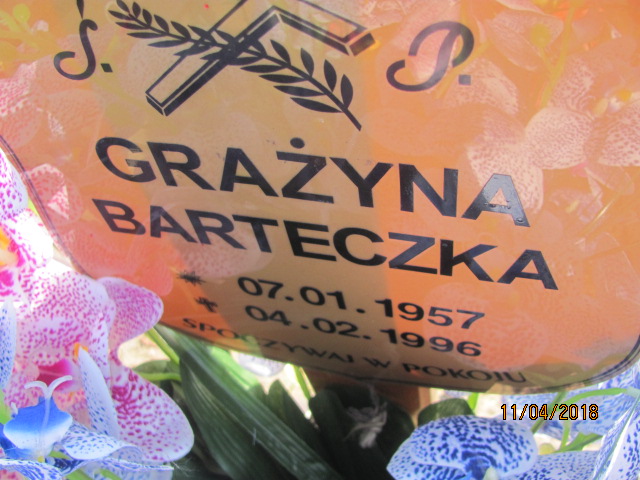 Ś. P.
GRAŻYNA
BARTECZKA
* 07.01.1957
✝ 04.02.1996
SPOCZYWAJ W POKOJU
11/04/2018